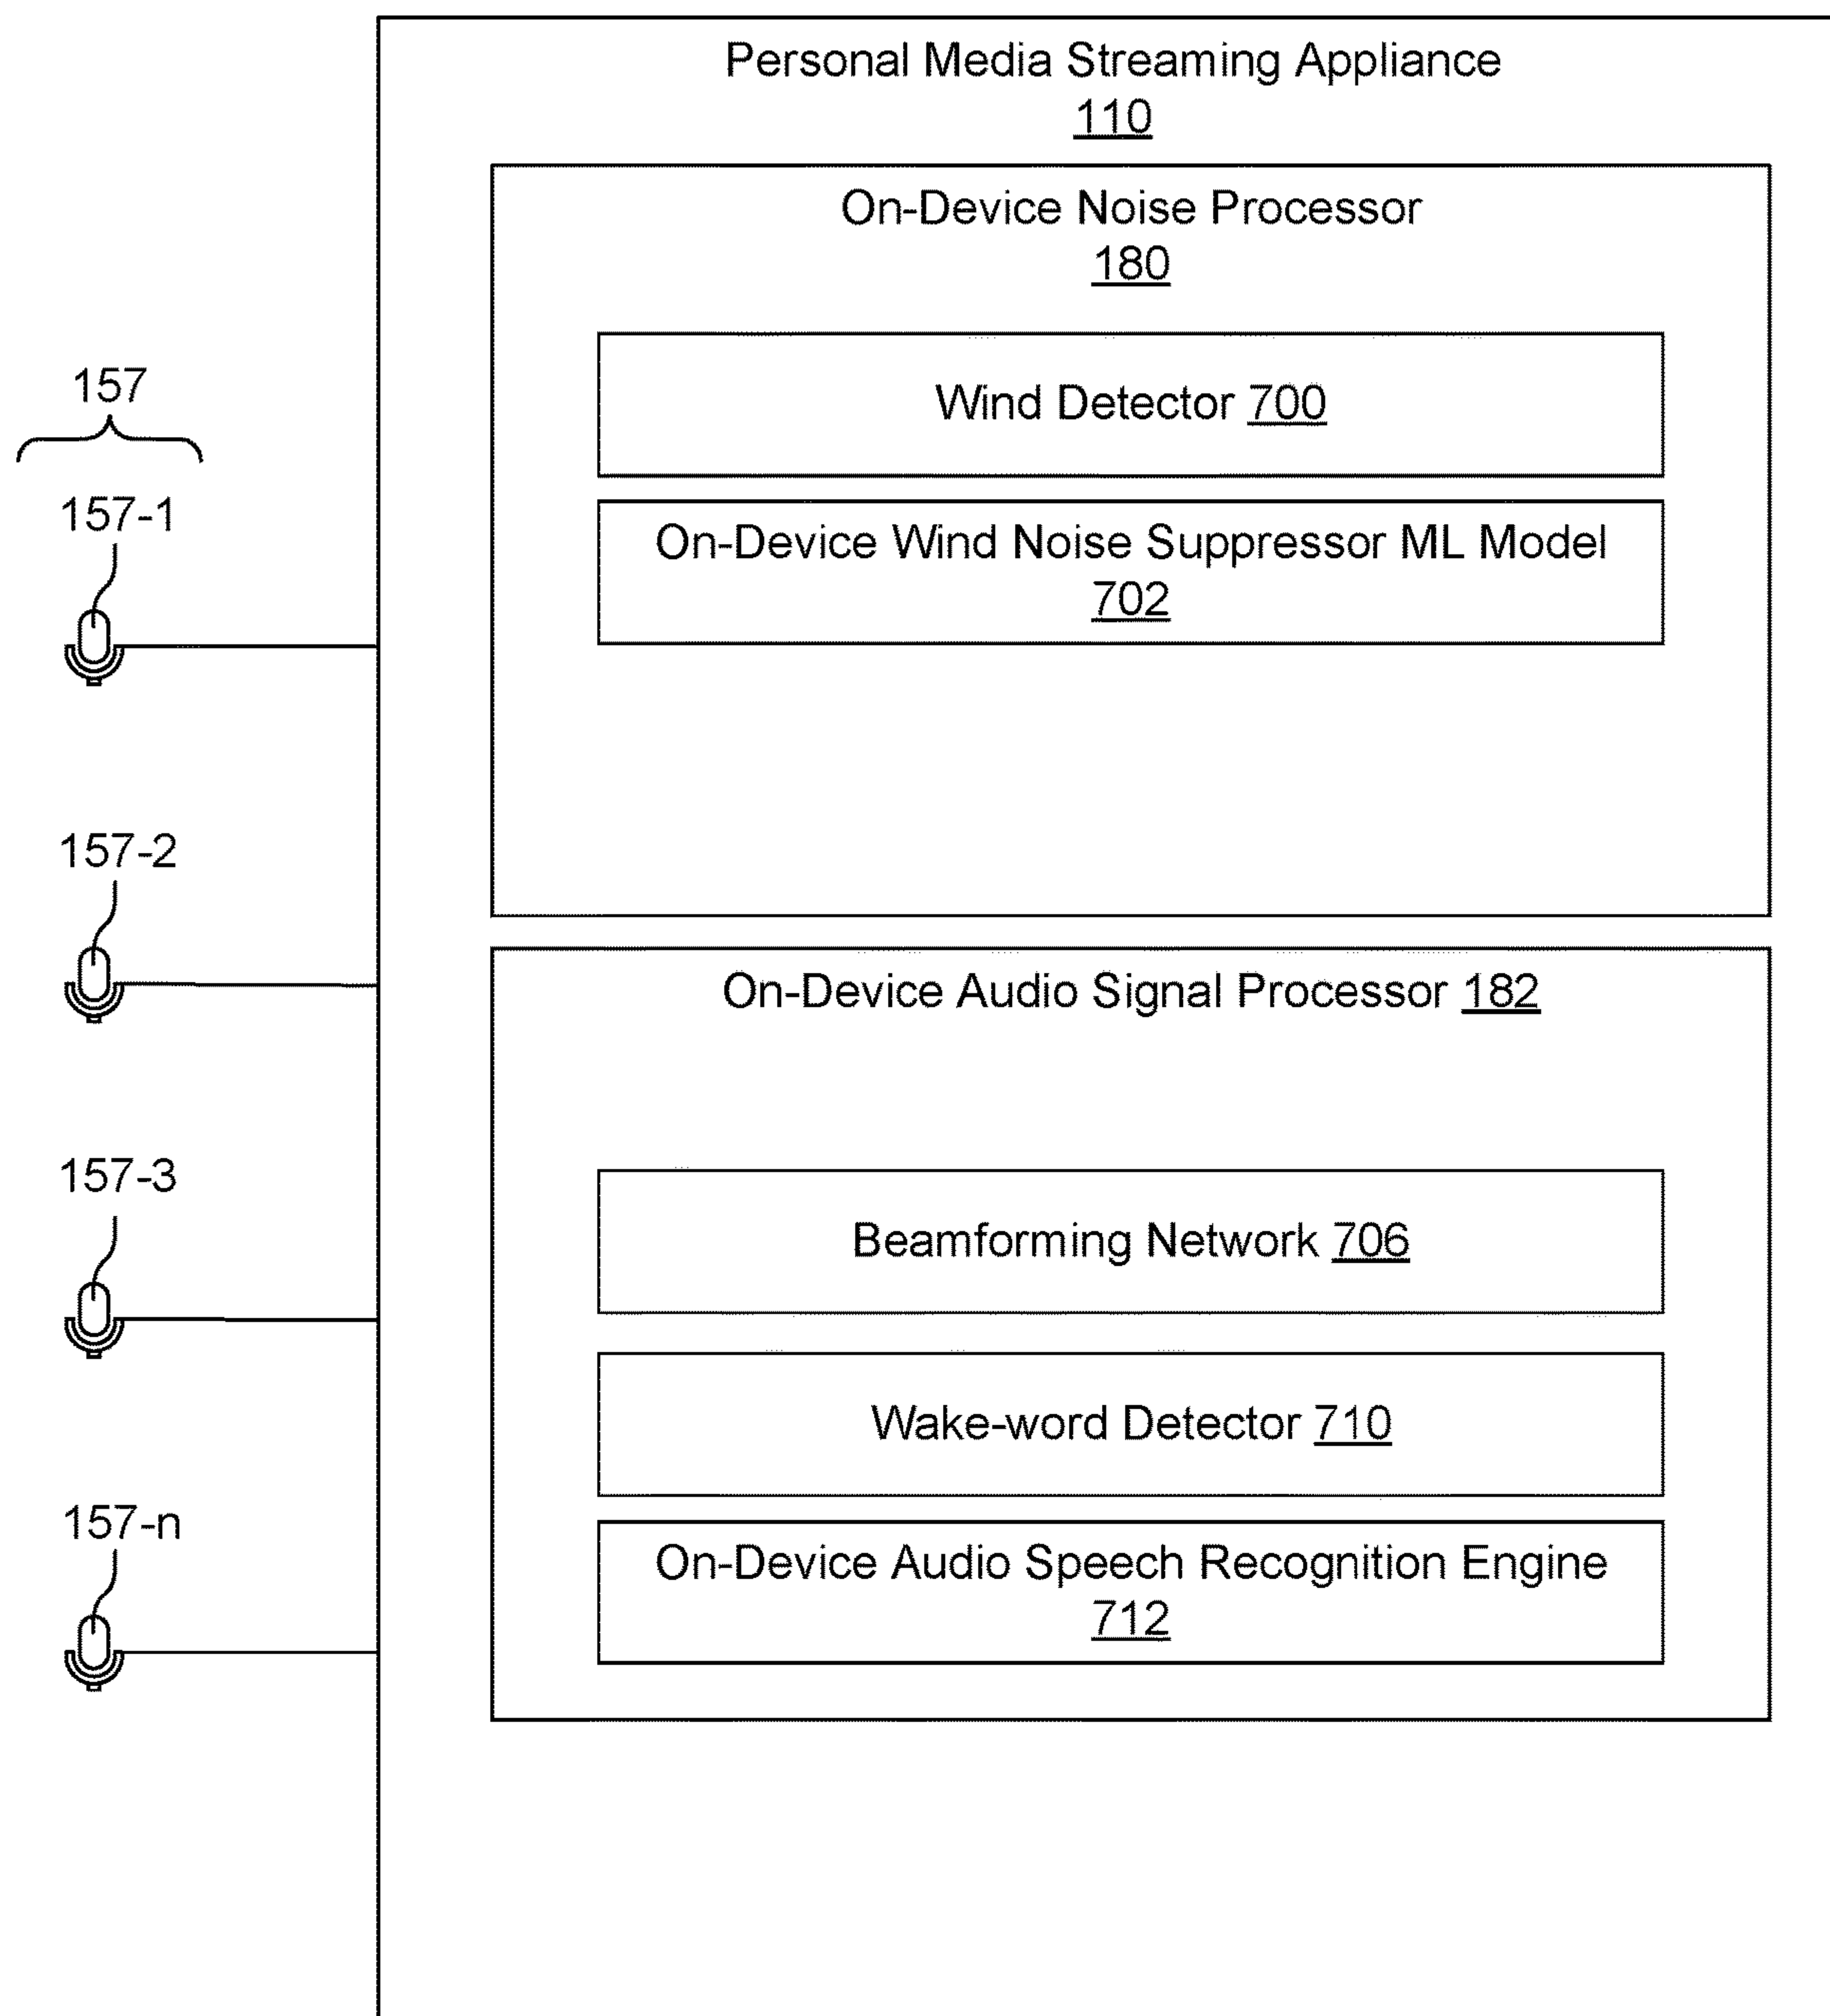 Personal Media Streaming Appliance
110
On-Device Noise Processor
180
Wind Detector 700
On-Device Wind Noise Suppressor ML Model
702
157
157-1
157-2
157-3
157-n
On-Device Audio Signal Processor 182
Beamforming Network 706
Wake-word Detector 710
On-Device Audio Speech Recognition Engine
712